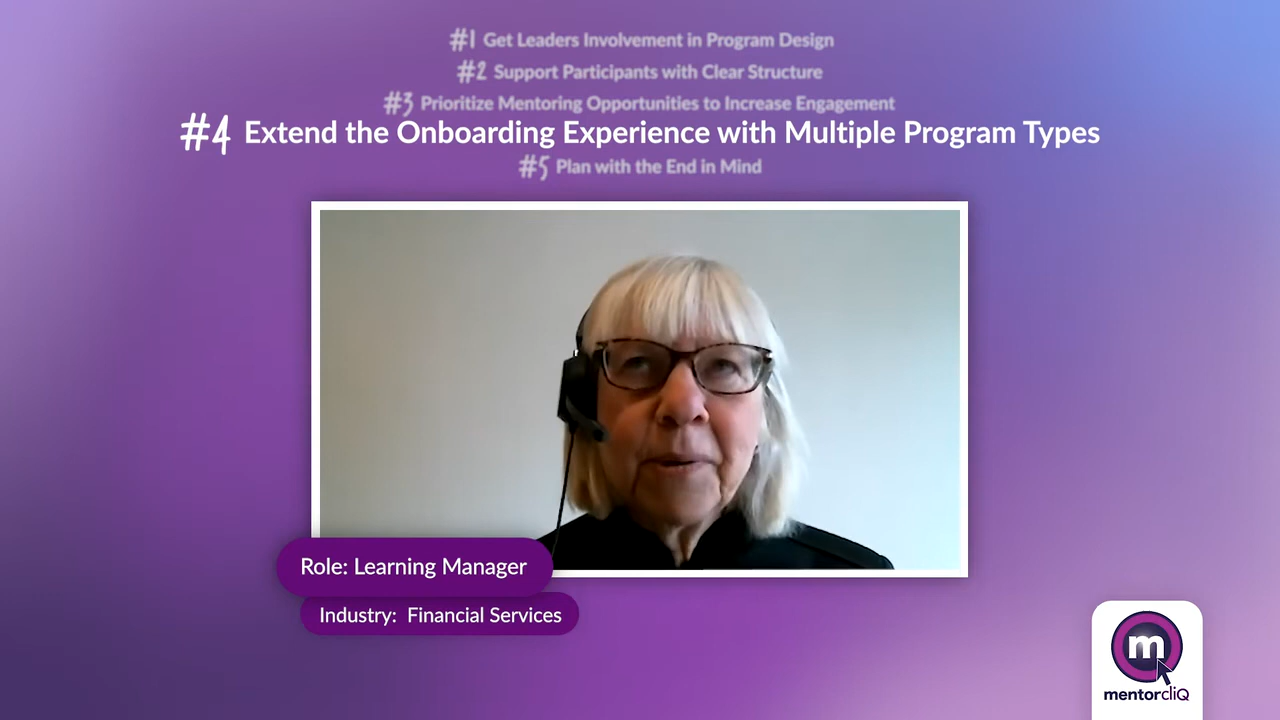 #1 Get Leaders Involvement in Program Design
#2 Support Participants with Clear Structure
#3 Prioritize Mentoring Opportunities to Increase Engagement
#4 Extend the Onboarding Experience with Multiple Program Types
#5 Plan with the End in Mind
Role: Learning Manager
Industry: Financial Services
m
mentorcliQ